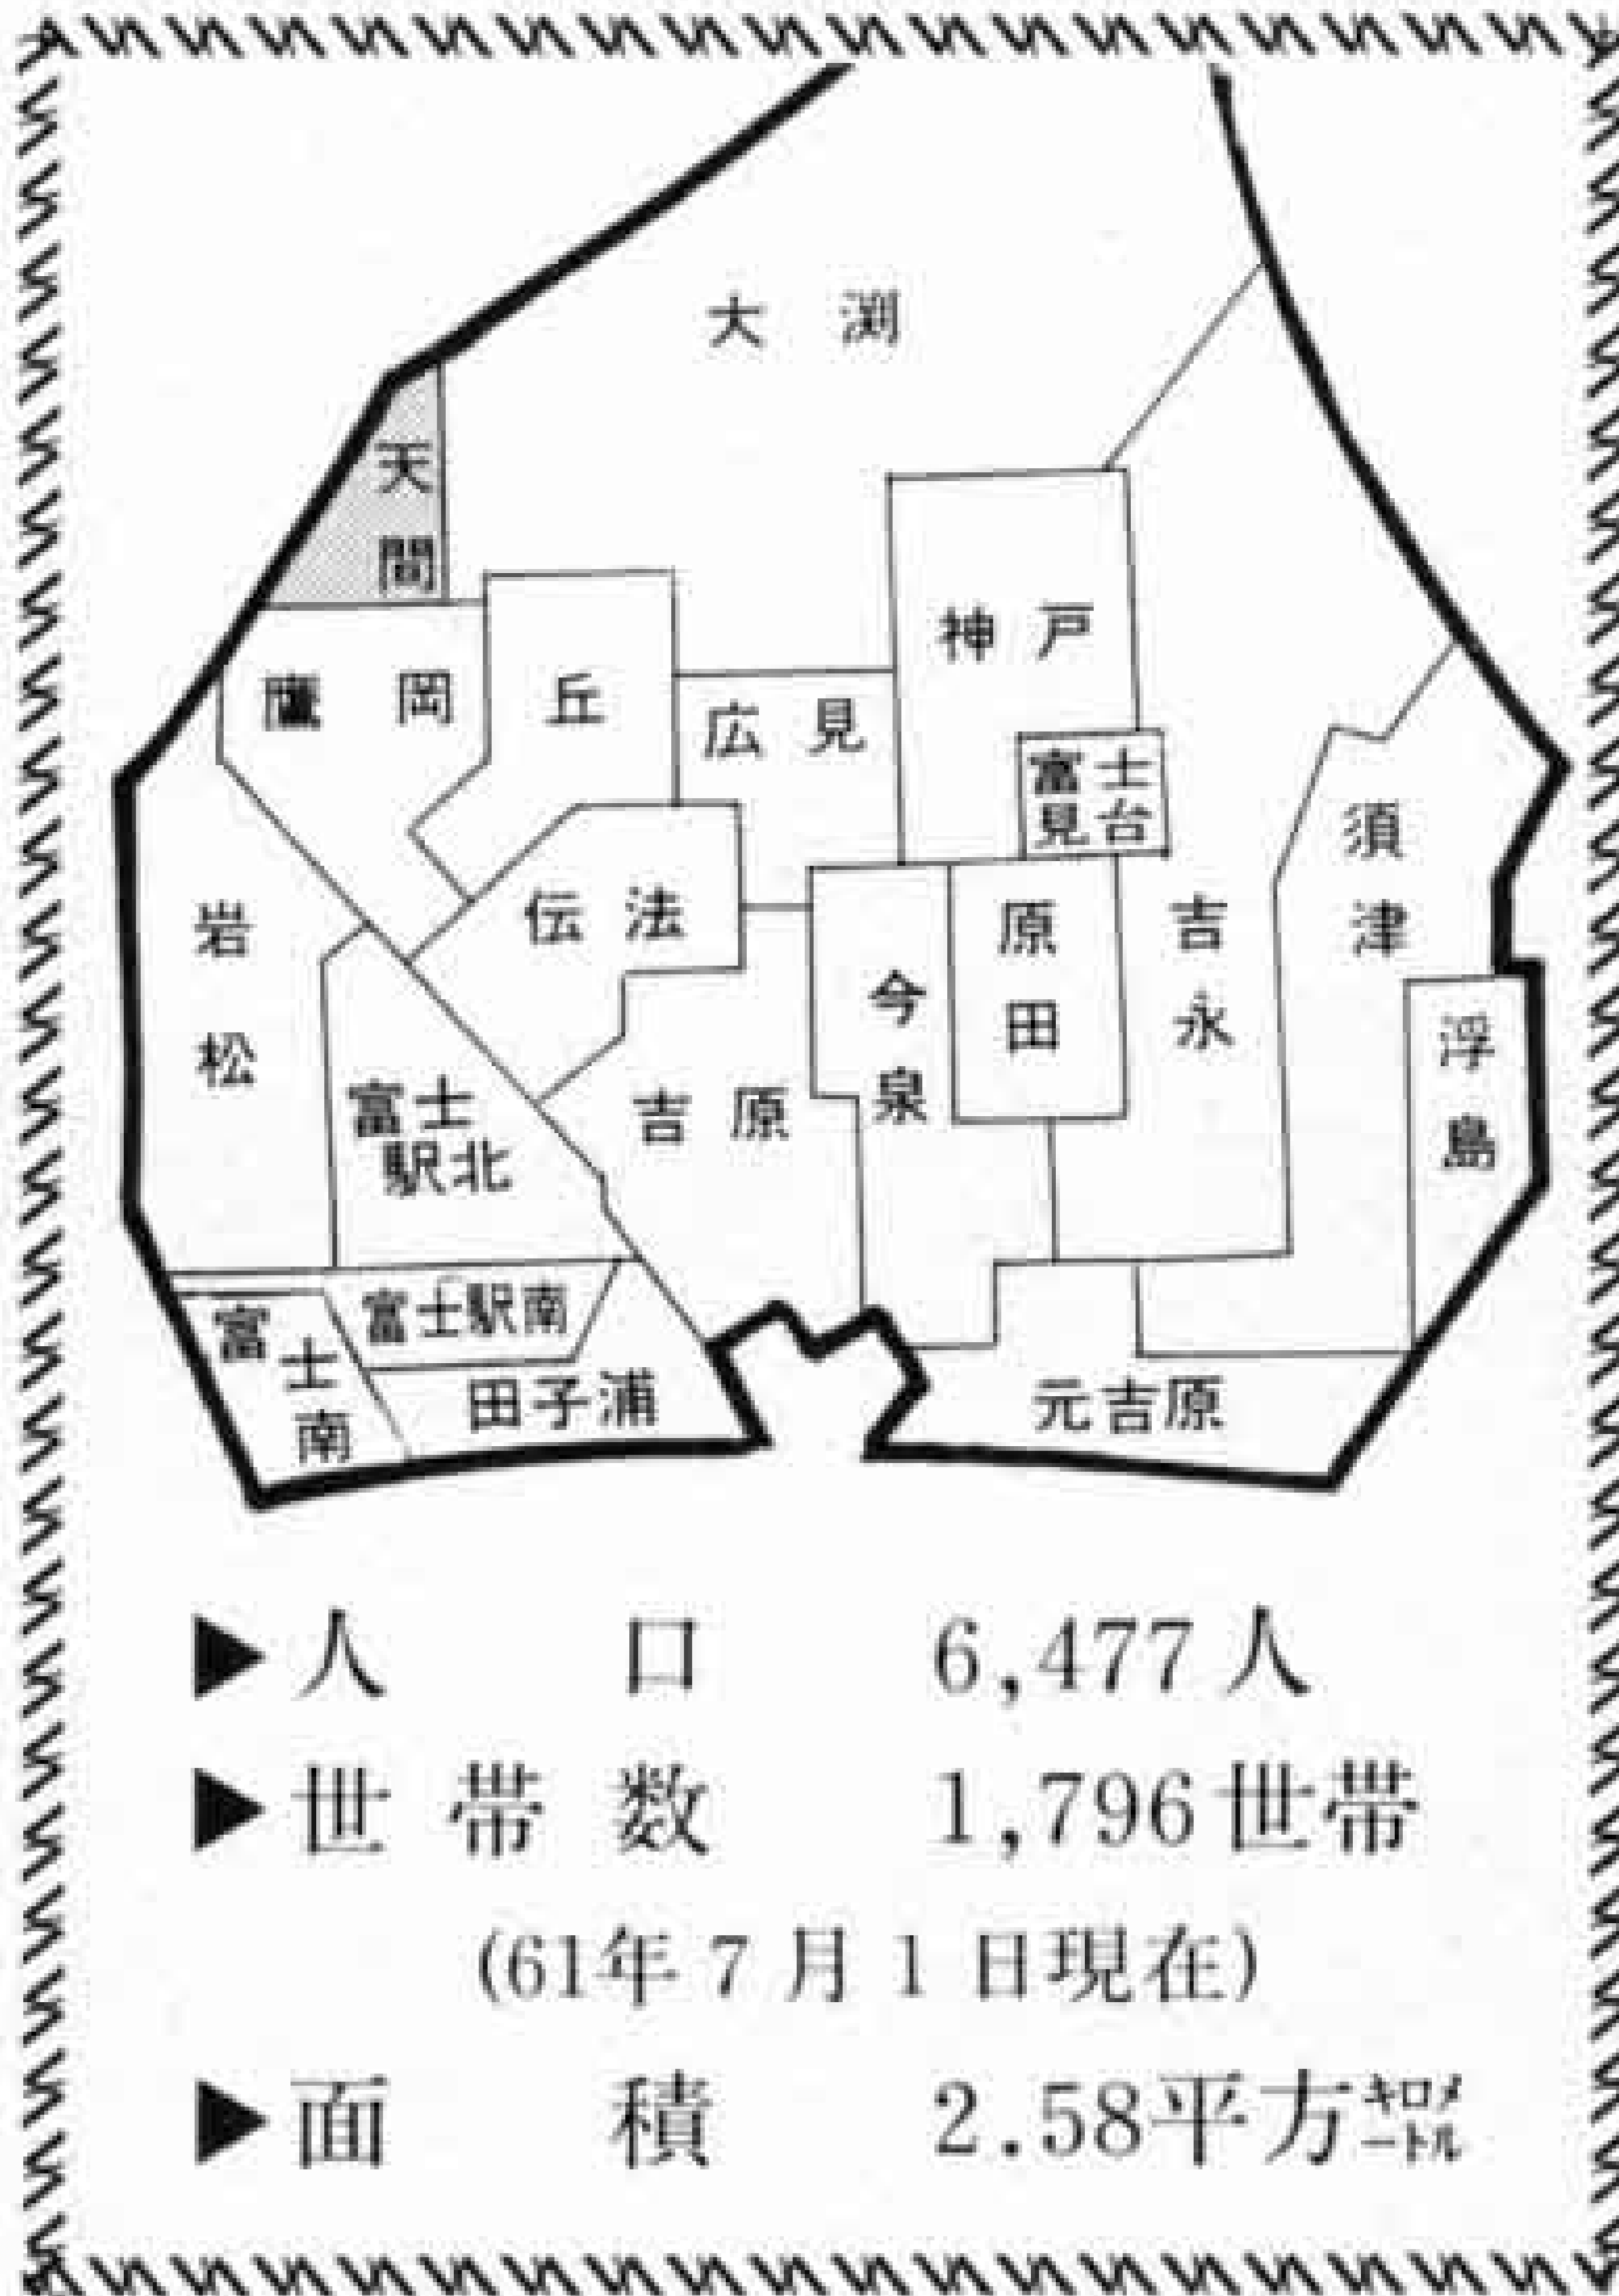 大渕
天間
神戸
鷹岡
丘
広見
富士
見台
須津
岩松
伝法
原田
吉永
今泉
浮島
富士
駅北
吉原
富士駅南
富士南
田子浦
元吉原
▶人口 6,477人
▶世帯数 1,796世帯
(61年7月1日現在)
▶面積 2.58平方キロメートル